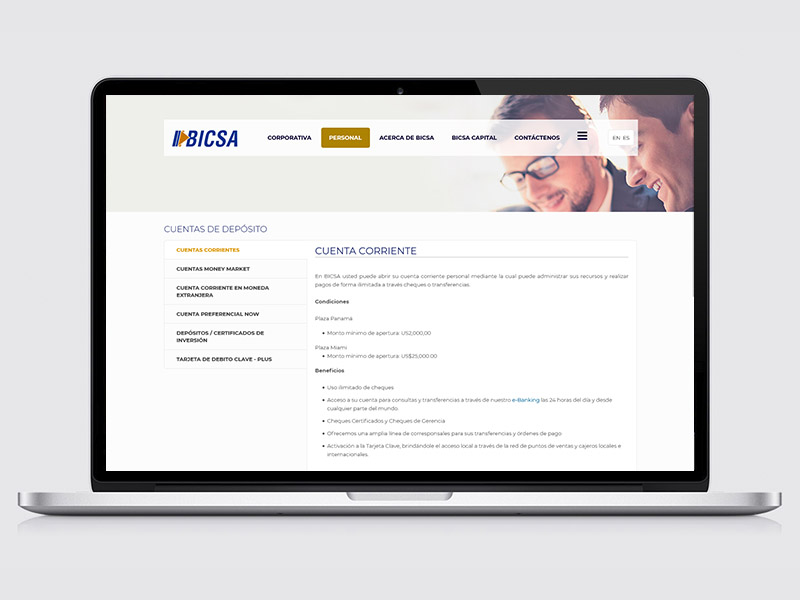 BICSA
CORPORATIVA PERSONAL ACERCA DE BICSA BICSA CAPITAL CONTÁCTENOS EN ES
CUENTAS DE DEPÓSITO
CUENTAS CORRIENTES
CUENTAS MONEY MARKET
CUENTA CORRIENTE EN MONEDA
EXTRANJERA
CUENTA PREFERENCIAL NOW
DEPÓSITOS / CERTIFICADOS DE
INVERSIÓN
TARJETA DE DEBITO CLAVE - PLUS
CUENTA CORRIENTE
En BICSA usted puede abrir su cuenta corriente personal mediante la cual puede administrar sus recursos y realizar
pagos de forma ilimitada a través cheques o transferencias.
Condiciones
Plaza Panamá
• Monto mínimo de apertura: US2,000,00
Plaza Miami
• Monto mínimo de apertura: US$25,000 00
Beneficios
• Uso ilimitado de cheques
• Acceso a su cuenta para consultas y transferencias a través de nuestro e-Banking las 24 horas del día y desde
cualquier parte del mundo.
• Cheques Certificados y Cheques de Gerencia
• Ofrecemos una amplia línea de corresponsales para sus transferencias y órdenes de pago
• Activación a la Tarjeta Clave, brindándole el acceso local a través de la red de puntos de ventas y cajeros locales e
internacionales.